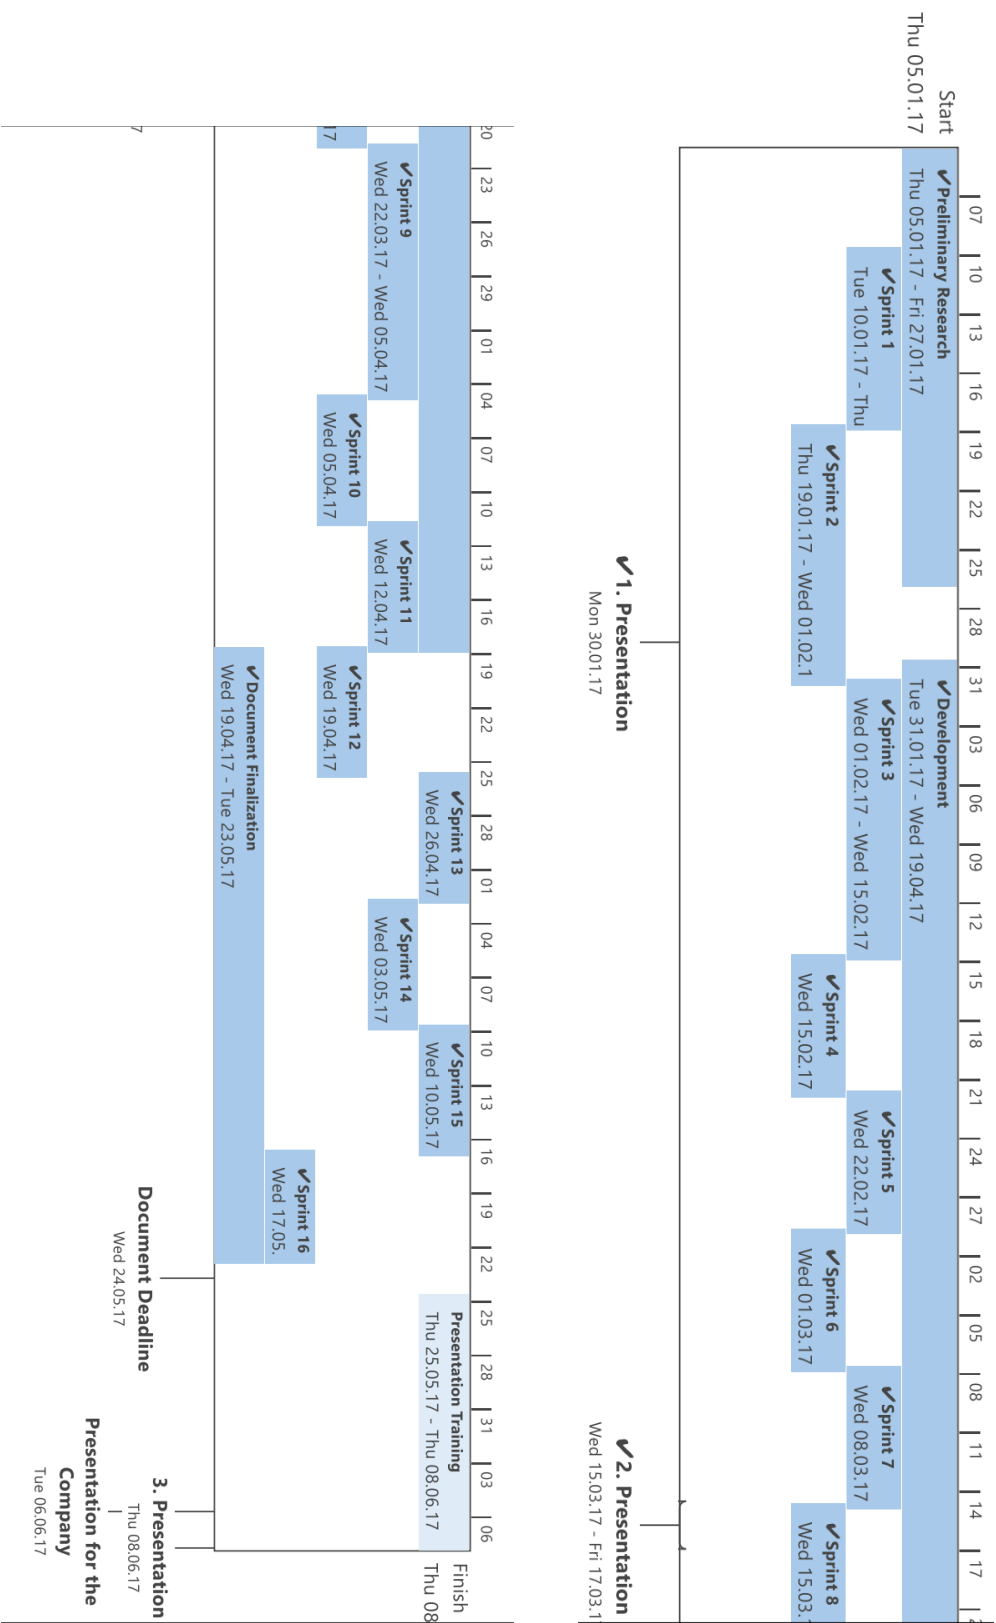 Start
Thu 05.01.17
07
10
13
16
19
22
25
28
31
03
06
09
12
15
18
21
24
27
02
05
08
11
14
17
✔Preliminary Research
Thu 05.01.17 - Fri 27.01.17
✔Development
Tue 31.01.17 - Wed 19.04.17
✔Sprint 1
Tue 10.01.17 - Thu
✔Sprint 3
Wed 01.02.17 - Wed 15.02.17
✔Sprint 5
Wed 22.02.17
✔Sprint 7
Wed 08.03.17
✔Sprint 2
Thu 19.01.17 - Wed 01.02.1
✔Sprint 4
Wed 15.02.17
✔Sprint 6
Wed 01.03.17
✔Sprint 8
Wed 15.03.
✔1. Presentation
Mon 30.01.17
✔2. Presentation
Wed 15.03.17 - Fri 17.03.1
20
23
26
29
01
04
07
10
13
16
19
22
25
28
01
04
07
10
13
16
19
22
25
28
31
03
06
Finish
Thu 08
✔Sprint 13
Wed 26.04.17
✔Sprint 15
Wed 10.05.17
Presentation Training
Thu 25.05.17 - Thu 08.06.17
✔Sprint 9
Wed 22.03.17 - Wed 05.04.17
✔Sprint 11
Wed 12.04.17
✔Sprint 14
Wed 03.05.17
17
✔Sprint 10
Wed 05.04.17
✔Sprint 12
Wed 19.04.17
✔Sprint 16
Wed 17.05.
✔Document Finalization
Wed 19.04.17 - Tue 23.05.17
7
Document Deadline
Wed 24.05.17
3. Presentation
Thu 08.06.17
Presentation for the
Company
Tue 06.06.17